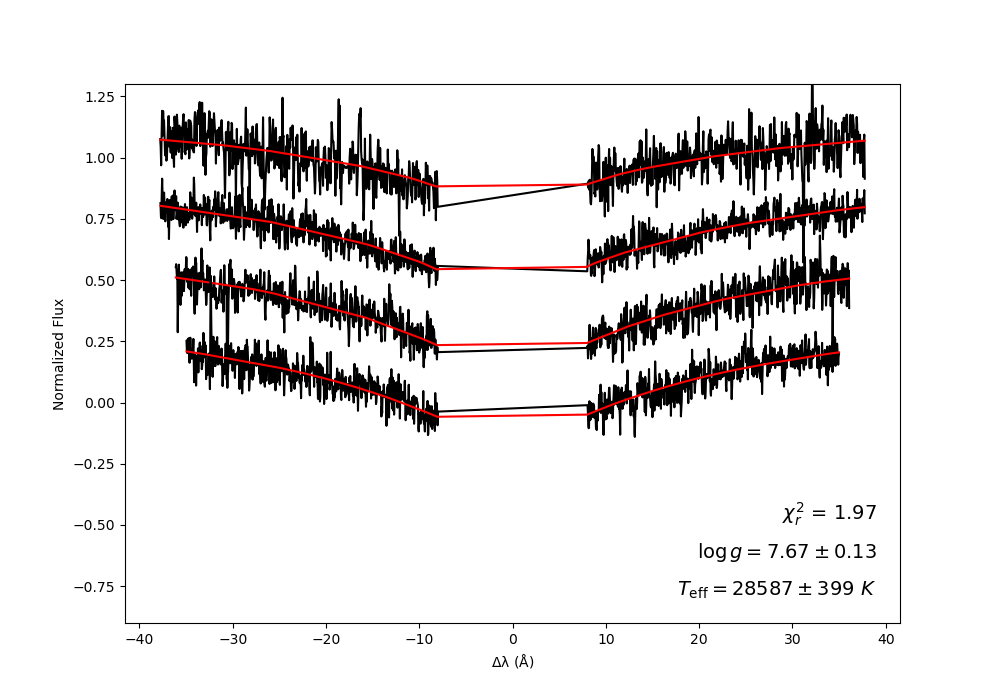 1.25
1.00
0.75
0.50
0.25
0.00
−0.25
−0.50
−0.75
Normalized Flux
χ²ᵣ = 1.97
log g = 7.67 ± 0.13
T_eff = 28587 ± 399 K
−40 −30 −20 −10 0 10 20 30 40
Δλ (Å)